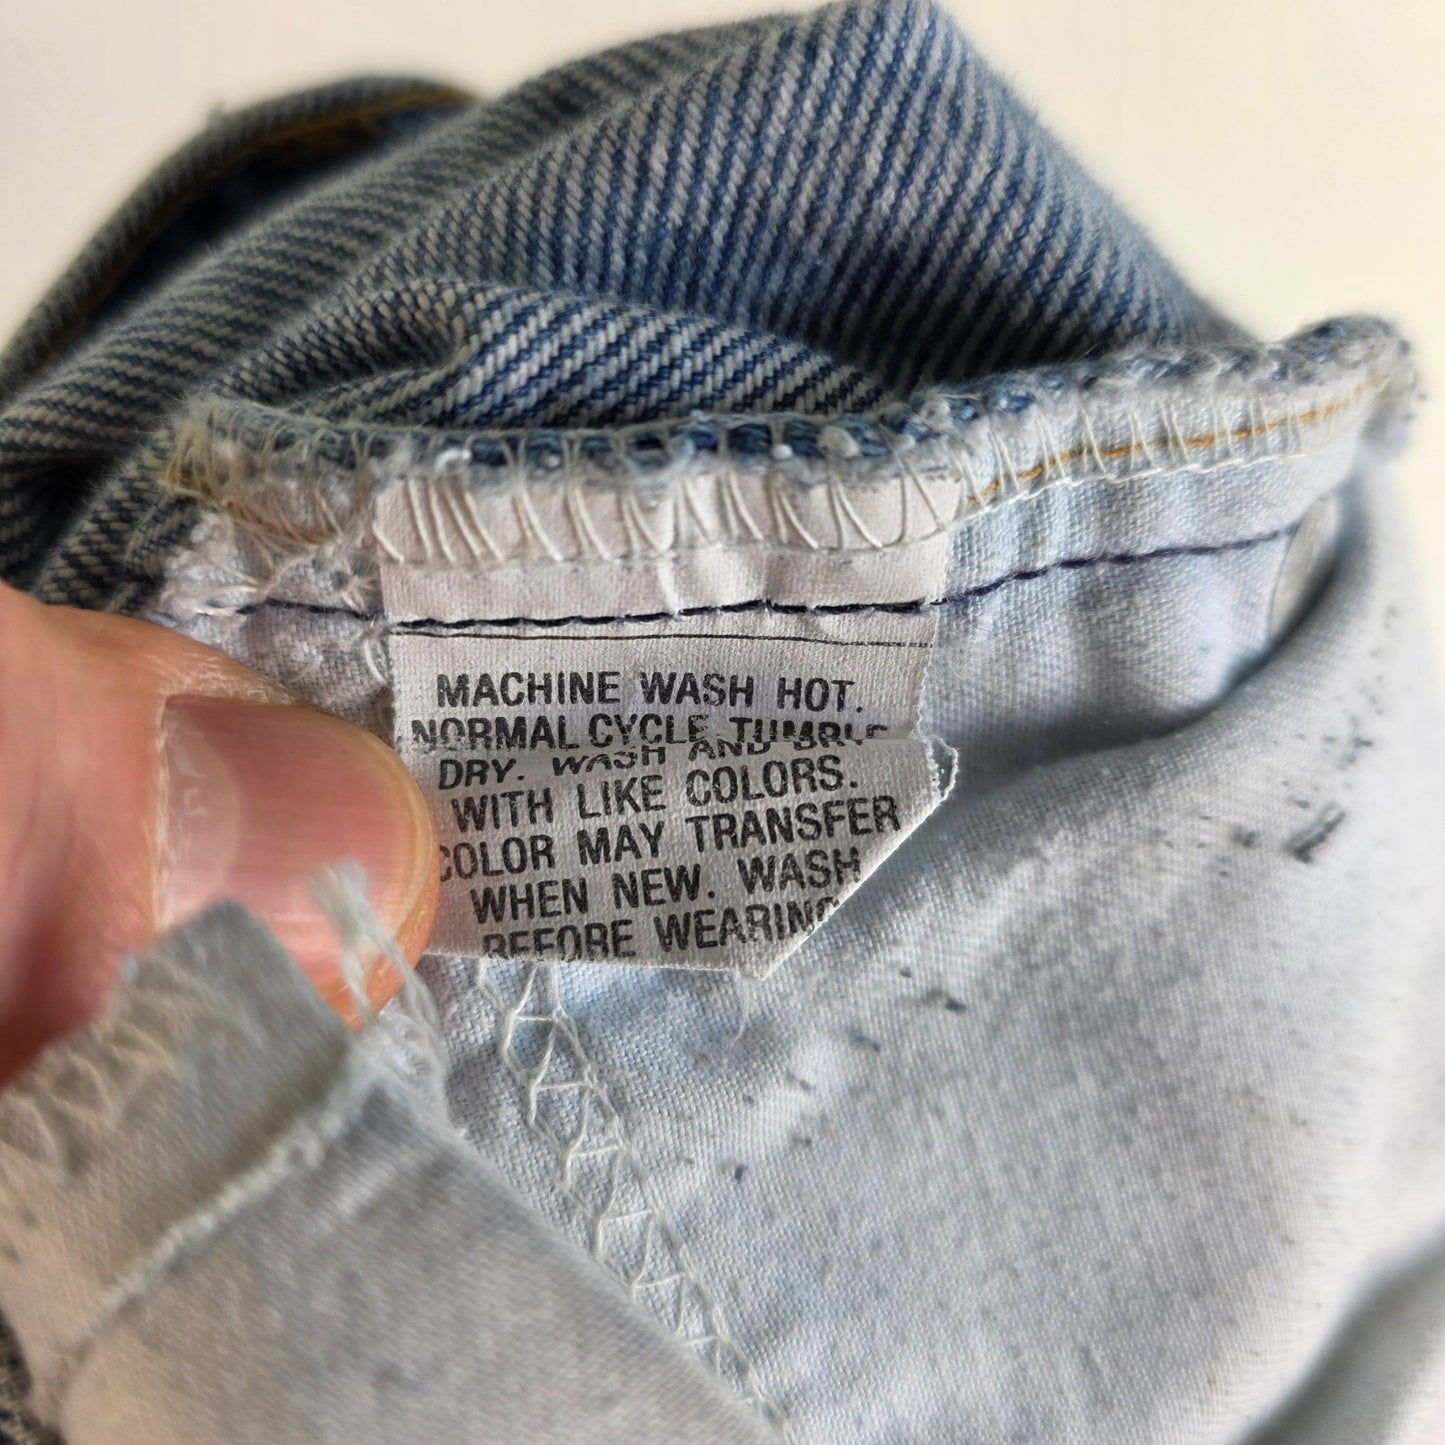 MACHINE WASH HOT.
NORMAL CYCLE TUMBLE
DRY. WASH AND DRY
WITH LIKE COLORS.
COLOR MAY TRANSFER
WHEN NEW. WASH
BEFORE WEARING